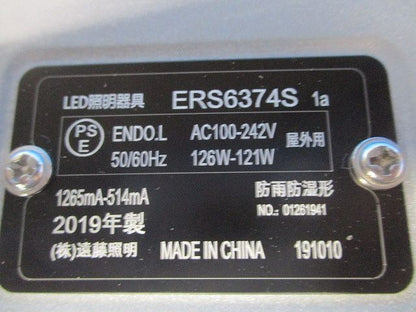 LED照明器具 ERS6374S 1a
PS E ENDO.L AC100-242V 屋外用
50/60Hz 126W-121W
1265mA-514mA 防雨防湿形
2019年製 NO.: 01261941
(株)遠藤照明 MADE IN CHINA 191010